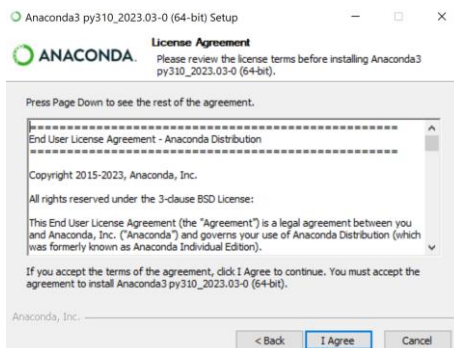 Anaconda3 py310_2023.03-0 (64-bit) Setup
ANACONDA.
License Agreement
Please review the license terms before installing Anaconda3
py310_2023.03-0 (64-bit).
Press Page Down to see the rest of the agreement.
==================================================
End User License Agreement - Anaconda Distribution
==================================================
Copyright 2015-2023, Anaconda, Inc.
All rights reserved under the 3-clause BSD License:
This End User License Agreement (the "Agreement") is a legal agreement between you
and Anaconda, Inc. ("Anaconda") and governs your use of Anaconda Distribution (which
was formerly known as Anaconda Individual Edition).
If you accept the terms of the agreement, click I Agree to continue. You must accept the
agreement to install Anaconda3 py310_2023.03-0 (64-bit).
Anaconda, Inc.
< Back
I Agree
Cancel